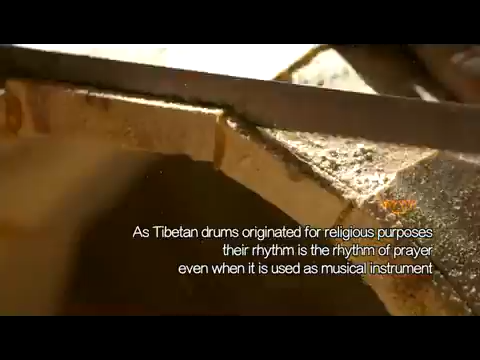 As Tibetan drums originated for religious purposes
their rhythm is the rhythm of prayer
even when it is used as musical instrument